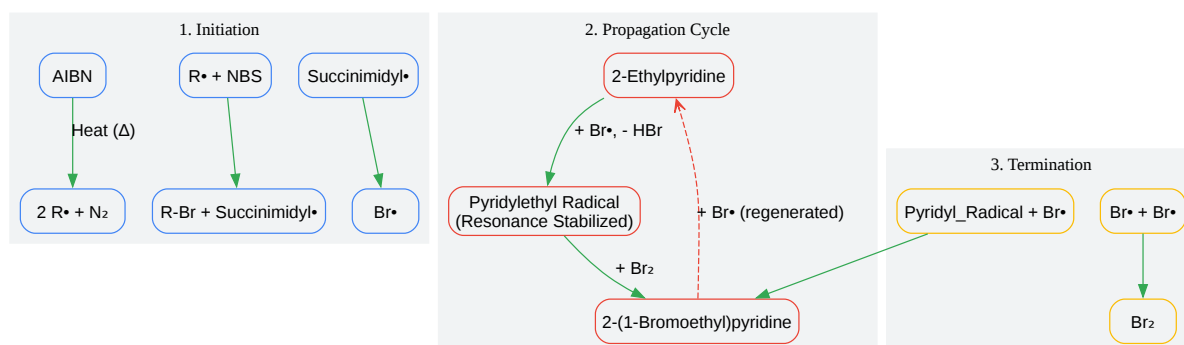 1. Initiation
AIBN
R• + NBS
Succinimidyl•
Heat (Δ)
2 R• + N₂
R-Br + Succinimidyl•
Br•
2. Propagation Cycle
2-Ethylpyridine
+ Br•, - HBr
Pyridylethyl Radical
(Resonance Stabilized)
+ Br• (regenerated)
+ Br₂
2-(1-Bromoethyl)pyridine
3. Termination
Pyridyl_Radical + Br•
Br• + Br•
Br₂